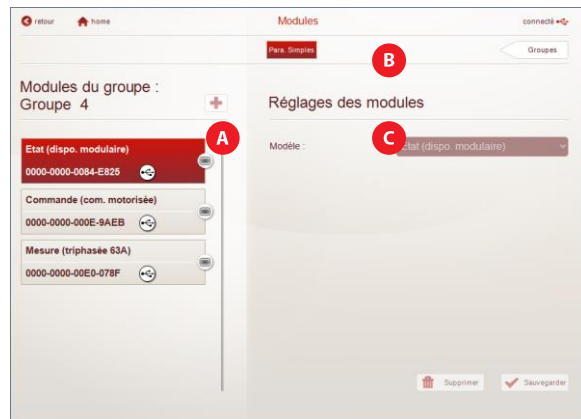 retour home Modules connecté
Para. Simples Groupes
B
Modules du groupe :
Groupe 4
Réglages des modules
A
C
Modèle : Etat (dispo. modulaire)
Etat (dispo. modulaire)
0000-0000-0084-E825
Commande (com. motorisée)
0000-0000-000E-9AEB
Mesure (triphasée 63A)
0000-0000-00E0-078F
Supprimer Sauvegarder